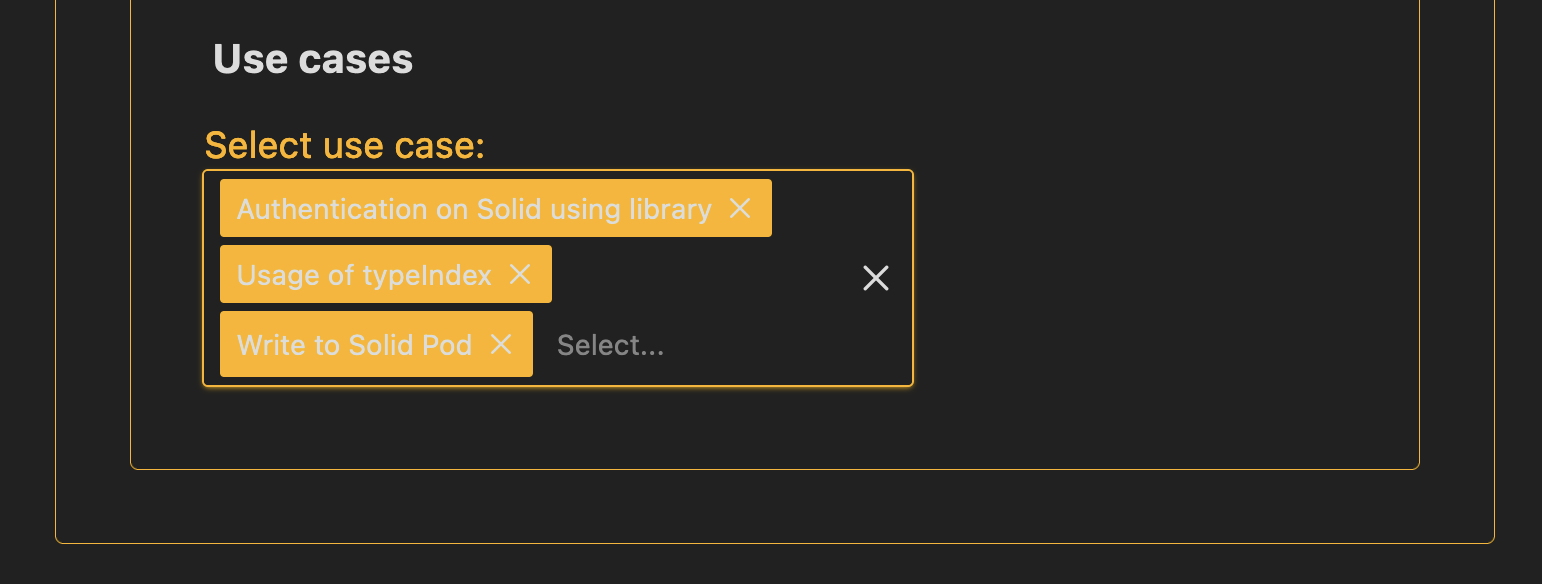 Use cases
Select use case:
Authentication on Solid using library
Usage of typeIndex
Write to Solid Pod Select...